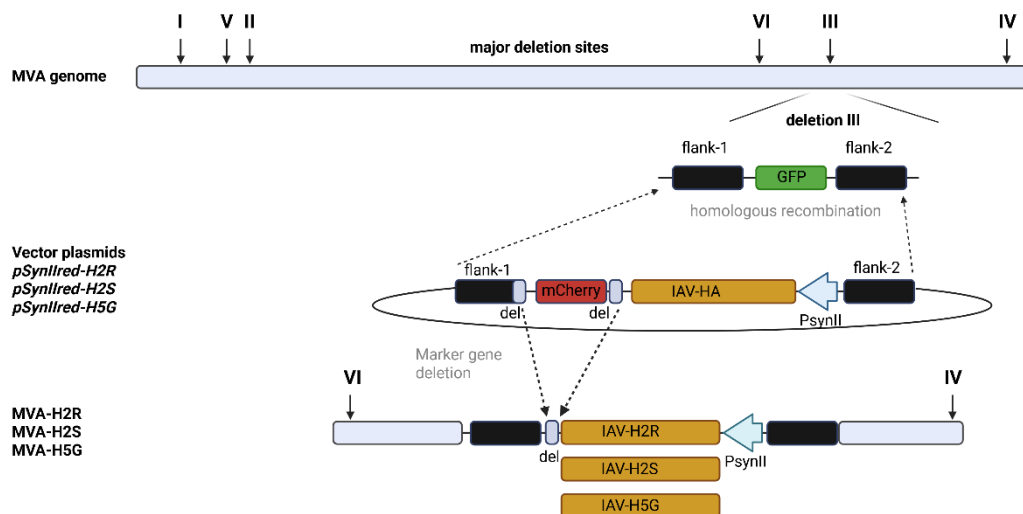 I V II VI III IV
major deletion sites
MVA genome
deletion III
flank-1 flank-2
GFP
homologous recombination
Vector plasmids
pSynIIred-H2R
pSynIIred-H2S
pSynIIred-H5G
flank-1 flank-2
mCherry IAV-HA
del del PsynII
Marker gene
deletion
VI IV
MVA-H2R
MVA-H2S
MVA-H5G
IAV-H2R
del PsynII
IAV-H2S
IAV-H5G